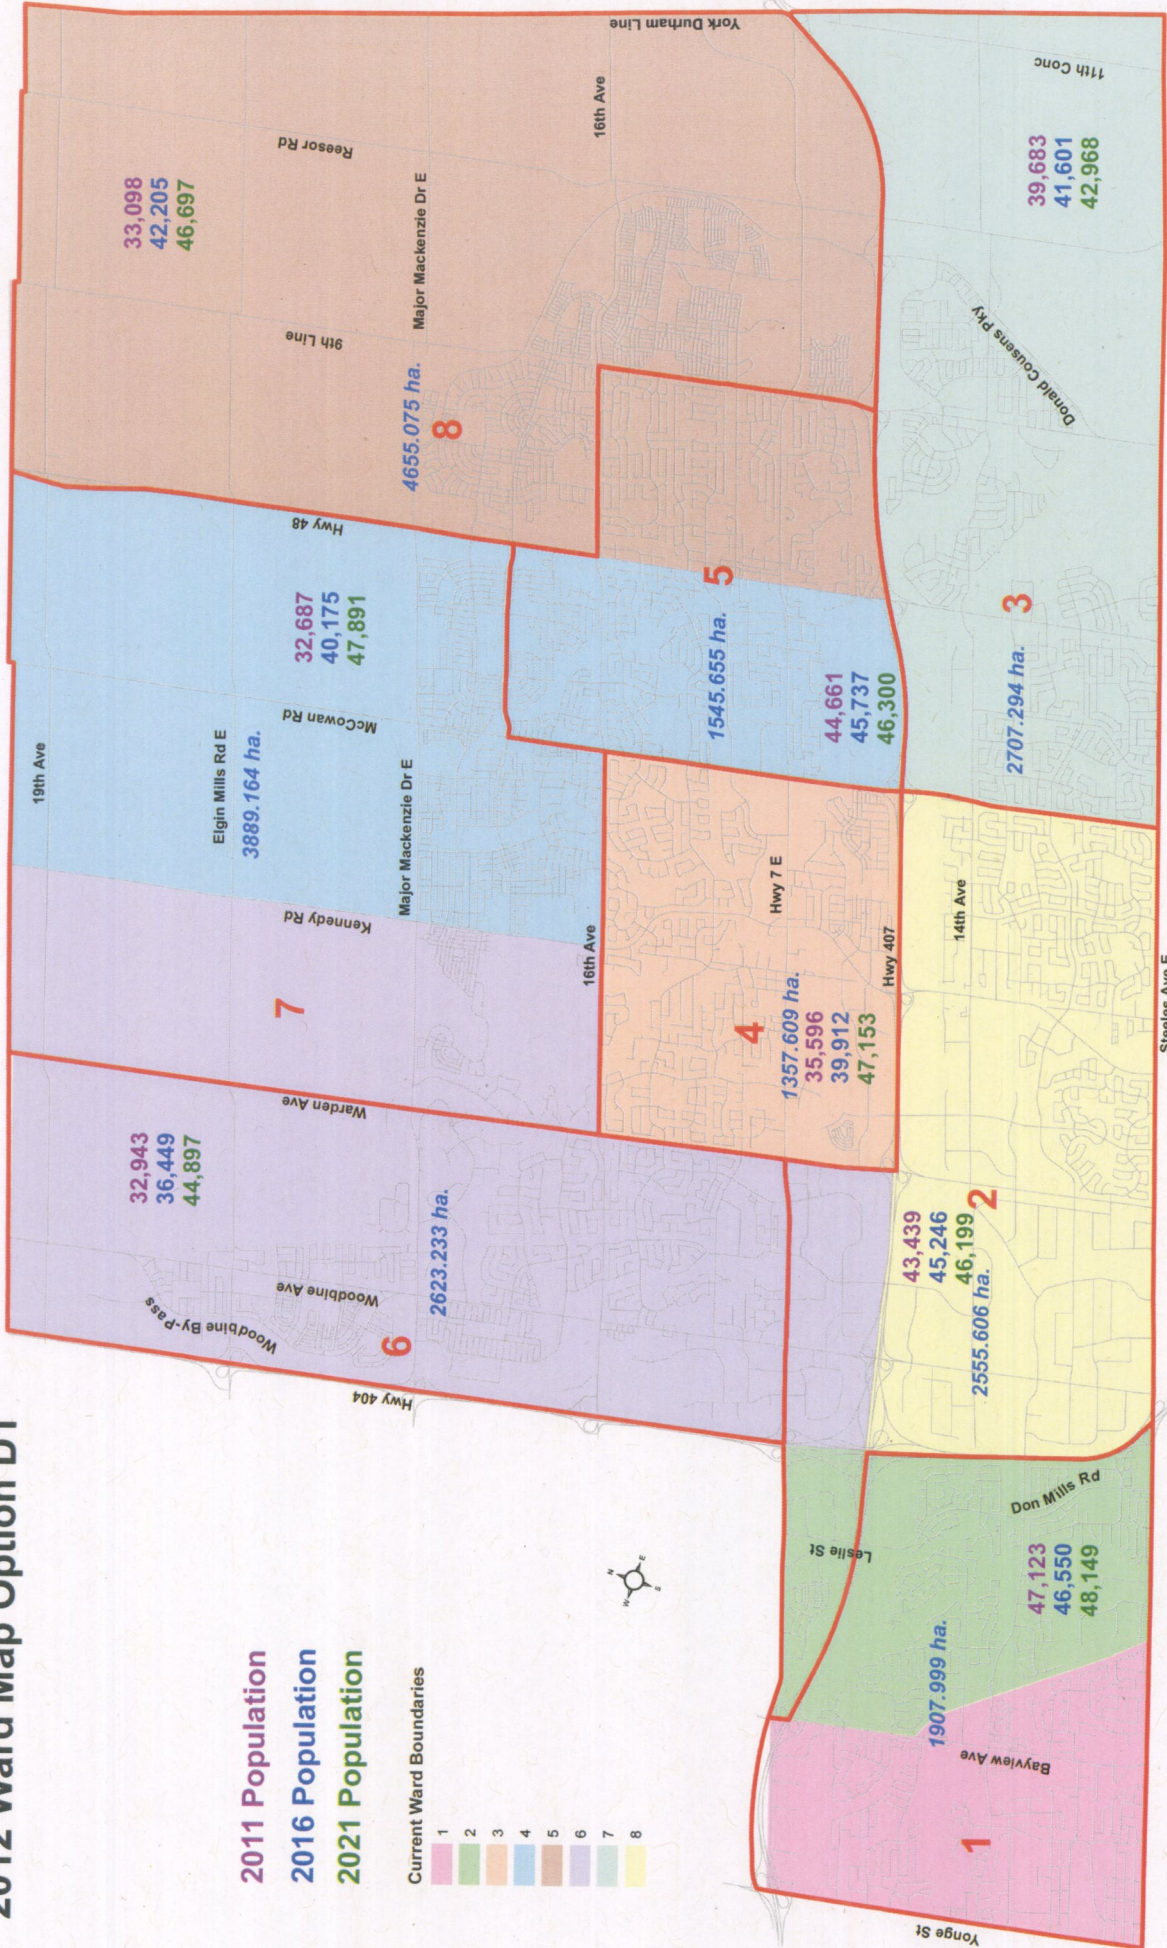 2012 Ward Map Option D1
2011 Population
2016 Population
2021 Population
Current Ward Boundaries
1
2
3
4
5
6
7
8
N
E
S
W
19th Ave
Elgin Mills Rd E
Major Mackenzie Dr E
Major Mackenzie Dr E
16th Ave
16th Ave
Hwy 7 E
Hwy 407
14th Ave
Steeles Ave E
Yonge St
Bayview Ave
Leslie St
Don Mills Rd
Hwy 404
Woodbine By-Pass
Woodbine Ave
Warden Ave
Kennedy Rd
McCowan Rd
Hwy 48
9th Line
Reesor Rd
York Durham Line
11th Conc
Donald Cousens Pky
1
1907.999 ha.
47,123
46,550
48,149
2
43,439
45,246
46,199
2555.606 ha.
3
2707.294 ha.
39,683
41,601
42,968
4
1357.609 ha.
35,596
39,912
47,153
5
1545.655 ha.
44,661
45,737
46,300
6
32,943
36,449
44,897
2623.233 ha.
7
3889.164 ha.
32,687
40,175
47,891
8
4655.075 ha.
33,098
42,205
46,697